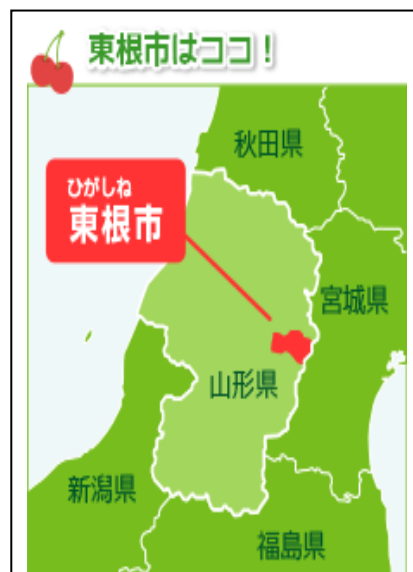 東根市はココ！
秋田県
ひがしね
東根市
宮城県
山形県
新潟県
福島県